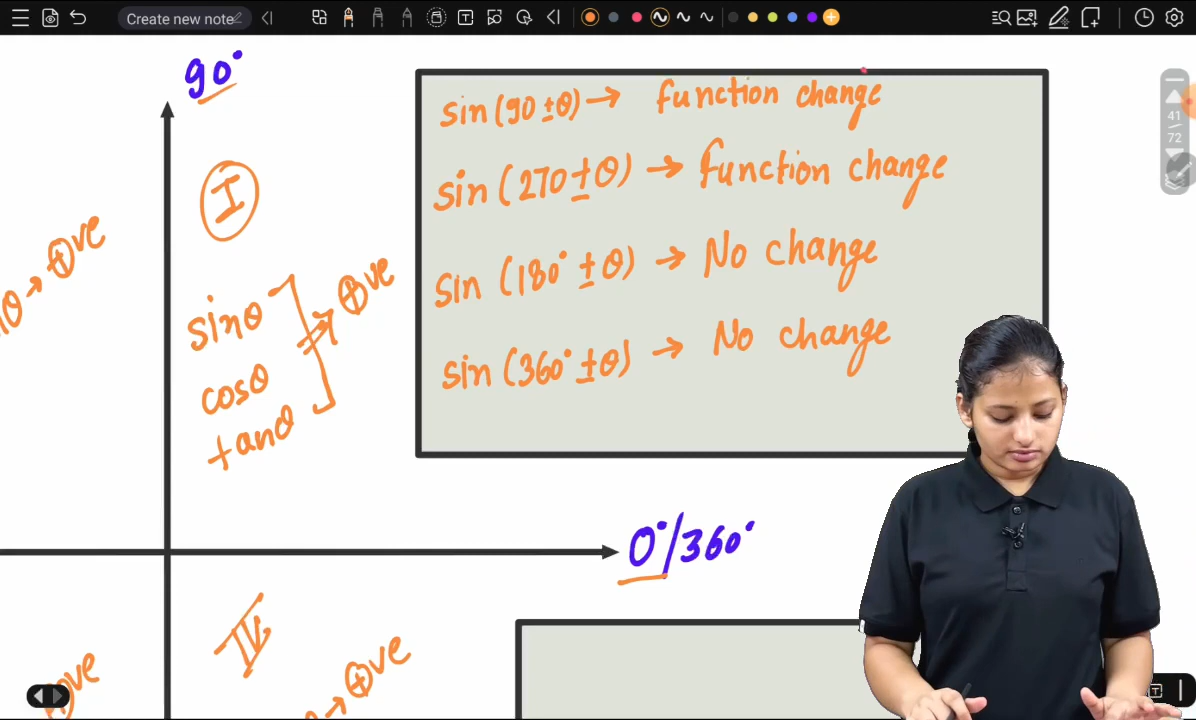 Create new note
41
72
90°
sin(90±θ)→ function change
sin(270±θ)→ function change
sin(180°±θ)→ No change
sin(360°±θ)→ No change
I
θ→⊕ve
sinθ
cosθ
tanθ
→⊕ve
0°/360°
IV
→⊕ve
ve